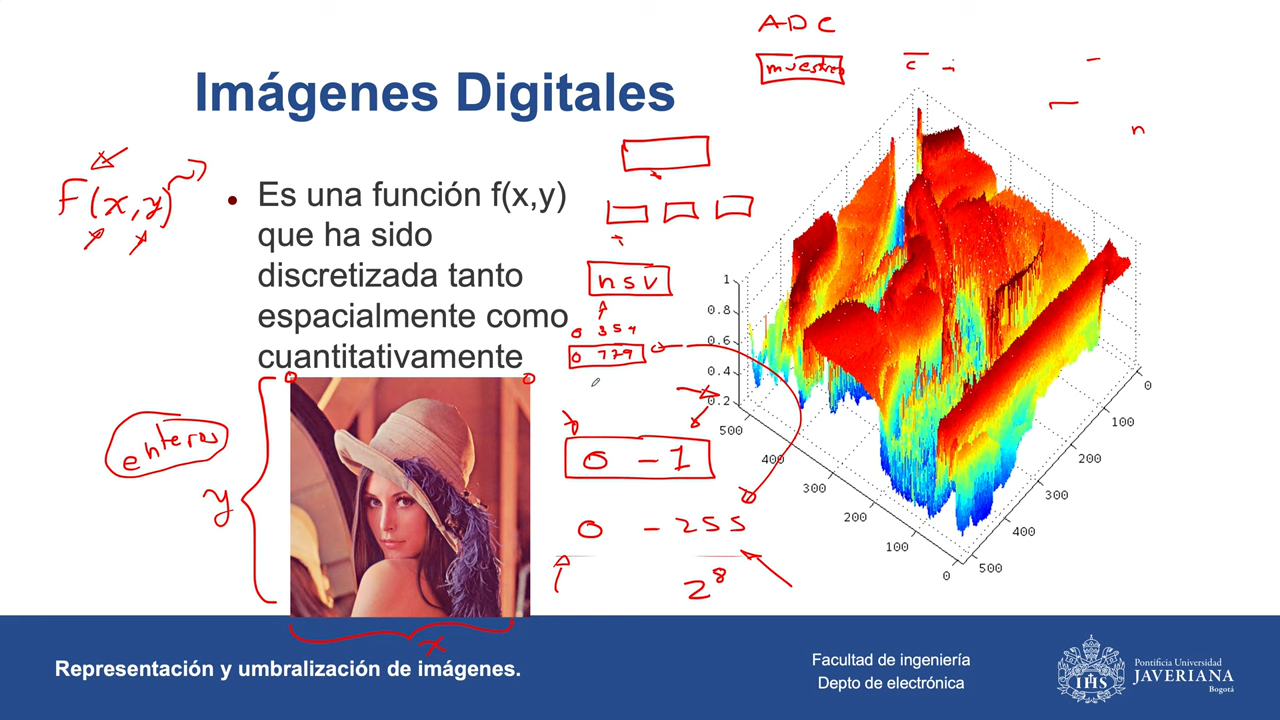 ADC
muestreo
Imágenes Digitales
F(x,y)
Es una función f(x,y)
que ha sido
discretizada tanto
espacialmente como
cuantitativamente
hsv
0 359
enteros
y
x
0 - 1
0 - 255
2⁸
n
1
0.8
0.6
0.4
0.2
500
400
300
200
100
0
0
100
200
300
400
500
Representación y umbralización de imágenes.
Facultad de ingeniería
Depto de electrónica
IHS
Pontificia Universidad
JAVERIANA
Bogotá